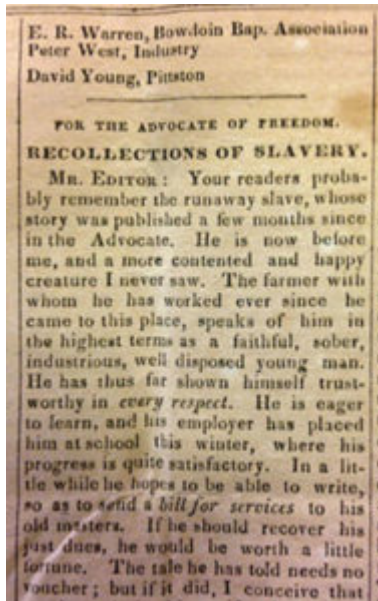 E. R. Warren, Bowdoin Bap. Association
Peter West, Industry
David Young, Pittston
FOR THE ADVOCATE OF FREEDOM.
RECOLLECTIONS OF SLAVERY.
MR. EDITOR: Your readers proba-
bly remember the runaway slave, whose
story was published a few months since
in the Advocate. He is now before
me, and a more contented and happy
creature I never saw. The farmer with
whom he has worked ever since he
came to this place, speaks of him in
the highest terms as a faithful, sober,
industrious, well disposed young man.
He has thus far shown himself trust-
worthy in every respect. He is eager
to learn, and his employer has placed
him at school this winter, where his
progress is quite satisfactory. In a lit-
tle while he hopes to be able to write,
so as to send a bill for services to his
old masters. If he should recover his
just dues, he would be worth a little
fortune. The tale he has told needs no
voucher; but if it did, I conceive that